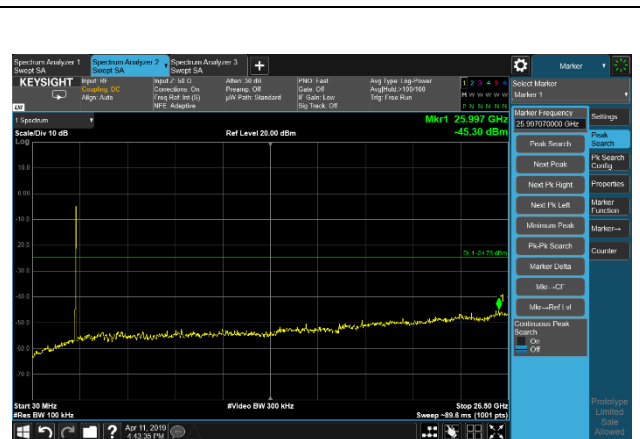 Spectrum Analyzer 1
Swept SA
Spectrum Analyzer 2
Swept SA
Spectrum Analyzer 3
Swept SA
+
Marker
KEYSIGHT
Input: RF
Coupling: DC
Align: Auto
Input Z: 50 Ω
Corrections: On
Freq Ref: Int (S)
NFE: Adaptive
Atten: 30 dB
Preamp: Off
µW Path: Standard
PNO: Fast
Gate: Off
IF Gain: Low
Sig Track: Off
Avg Type: Log-Power
Avg|Hold:>100/100
Trig: Free Run
1 2 3 4 5 6
M W W W W W
P N N N N N
LXI
Select Marker
Marker 1
1 Spectrum
Scale/Div 10 dB
Ref Level 20.00 dBm
Mkr1 25.997 GHz
-45.30 dBm
Log
10.0
0.00
-10.0
-20.0
-30.0
-40.0
-50.0
-60.0
-70.0
DL1 -24.73 dBm
1
Start 30 MHz
#Res BW 100 kHz
#Video BW 300 kHz
Stop 26.50 GHz
Sweep ~89.6 ms (1001 pts)
Marker Frequency
25.997070000 GHz
Peak Search
Next Peak
Next Pk Right
Next Pk Left
Minimum Peak
Pk-Pk Search
Marker Delta
Mkr→CF
Mkr→Ref Lvl
Continuous Peak
Search
On
Off
Settings
Peak
Search
Pk Search
Config
Properties
Marker
Function
Marker→
Counter
Prototype
Limited
Sale
Allowed
?
Apr 11, 2019
4:43:35 PM